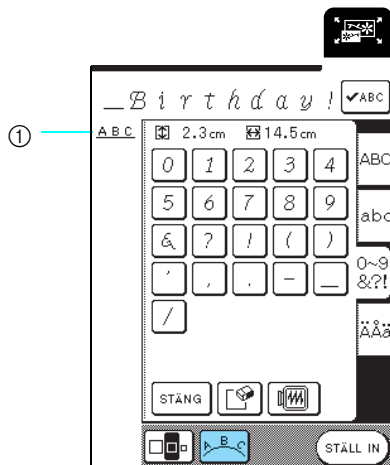 _Birthday! ✔ABC
① ABC 2.3cm 14.5cm
0 1 2 3 4 ABC
5 6 7 8 9 abc
& ? ! ( ) 0~9
&?!
' , . - _
/ ÄÅä
STÄNG
A B C STÄLL IN